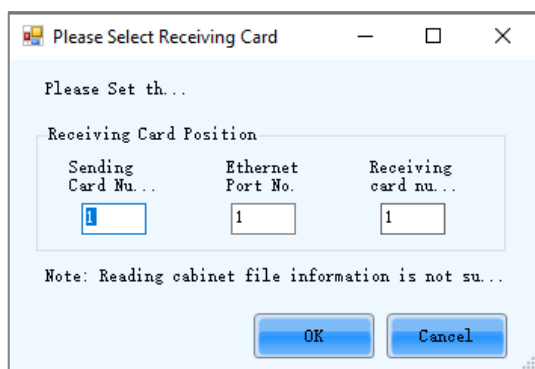 Please Select Receiving Card
Please Set th...
Receiving Card Position
Sending Card Nu...
Ethernet Port No.
Receiving card nu...
1
1
1
Note: Reading cabinet file information is not su...
OK
Cancel